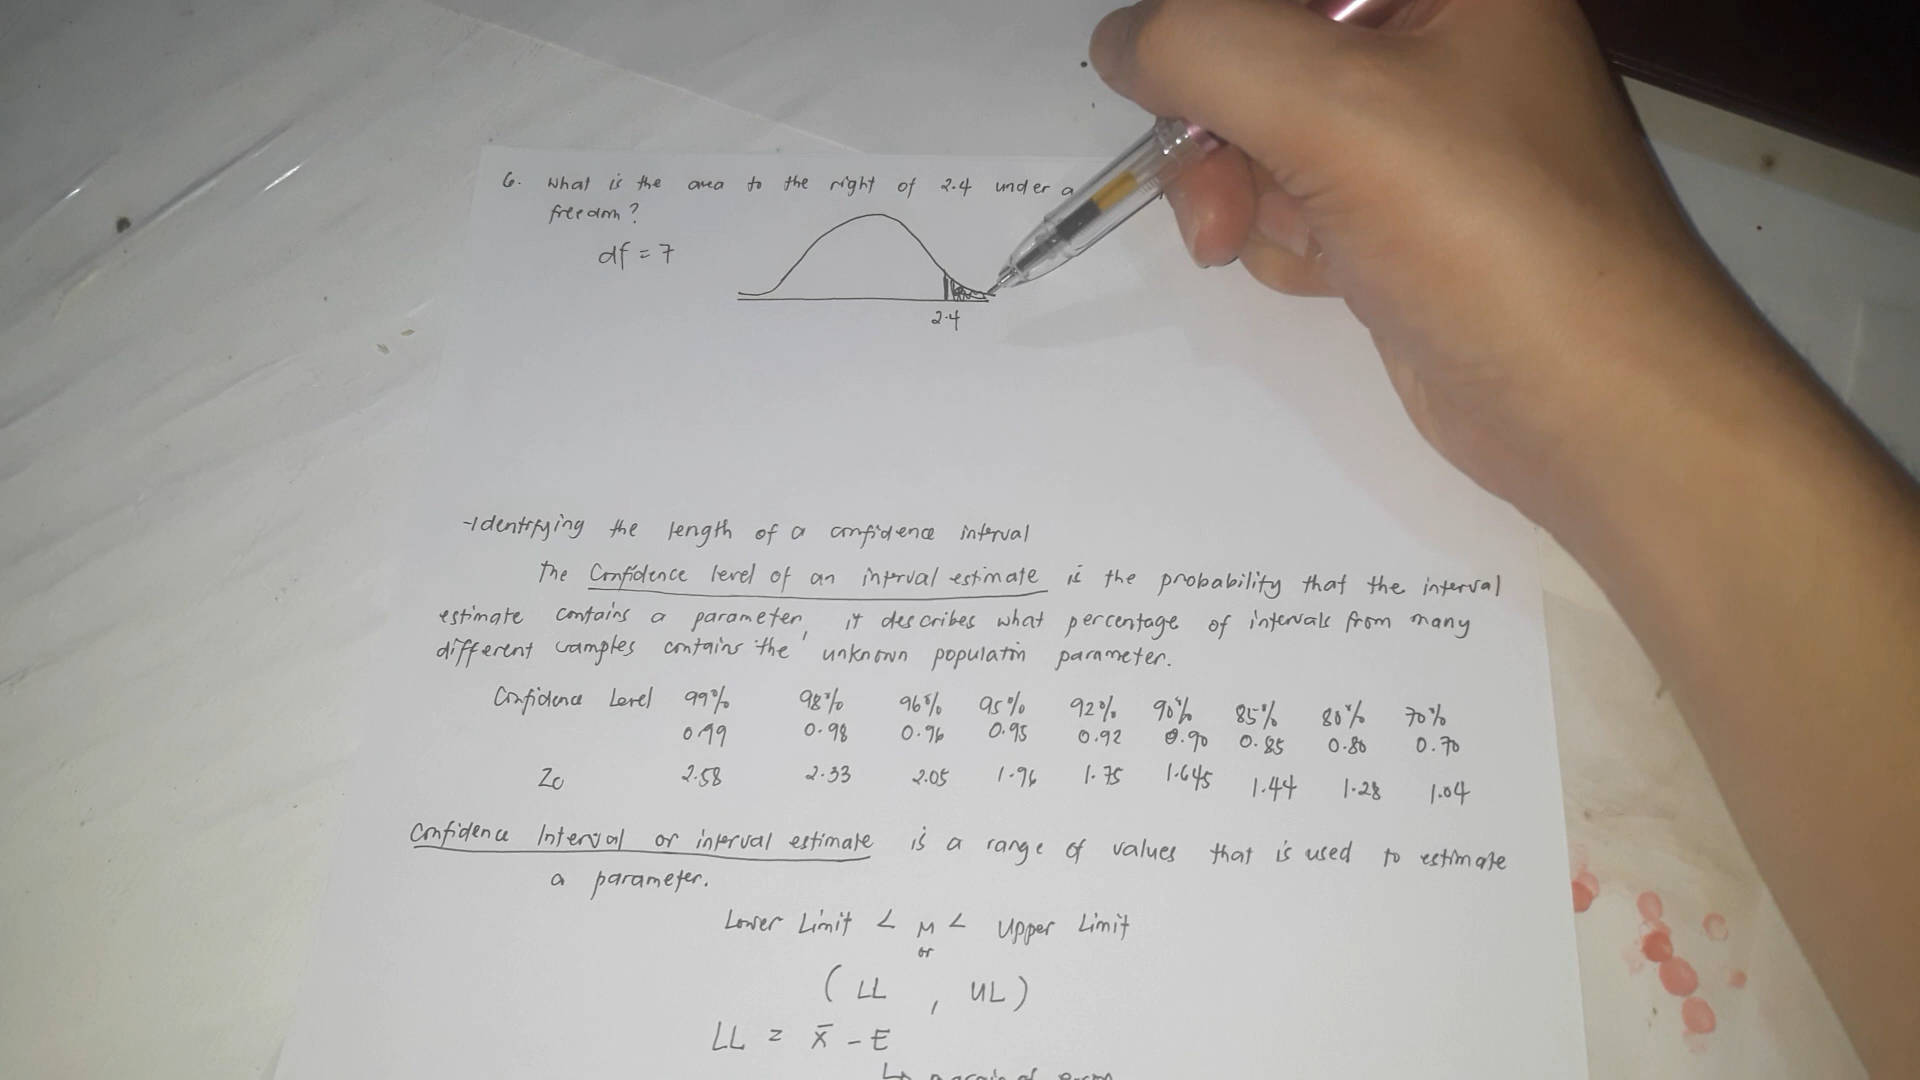 6. What is the area to the right of 2.4 under a
freedom?
df = 7
2.4
-Identifying the length of a confidence interval
The Confidence level of an interval estimate is the probability that the interval
estimate contains a parameter, it describes what percentage of intervals from many
different samples contains the unknown population parameter.
Confidence Level 99% 98% 96% 95% 92% 90% 85% 80% 70%
0.99 0.98 0.96 0.95 0.92 0.90 0.85 0.80 0.70
Zc 2.58 2.33 2.05 1.96 1.75 1.645 1.44 1.28 1.04
Confidence Interval or interval estimate is a range of values that is used to estimate
a parameter.
Lower Limit < M < Upper Limit
or
( LL , UL )
LL = x̄ - E